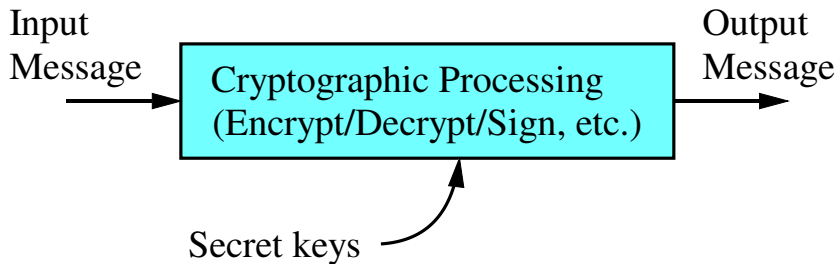 Input
Message
Cryptographic Processing
(Encrypt/Decrypt/Sign, etc.)
Output
Message
Secret keys